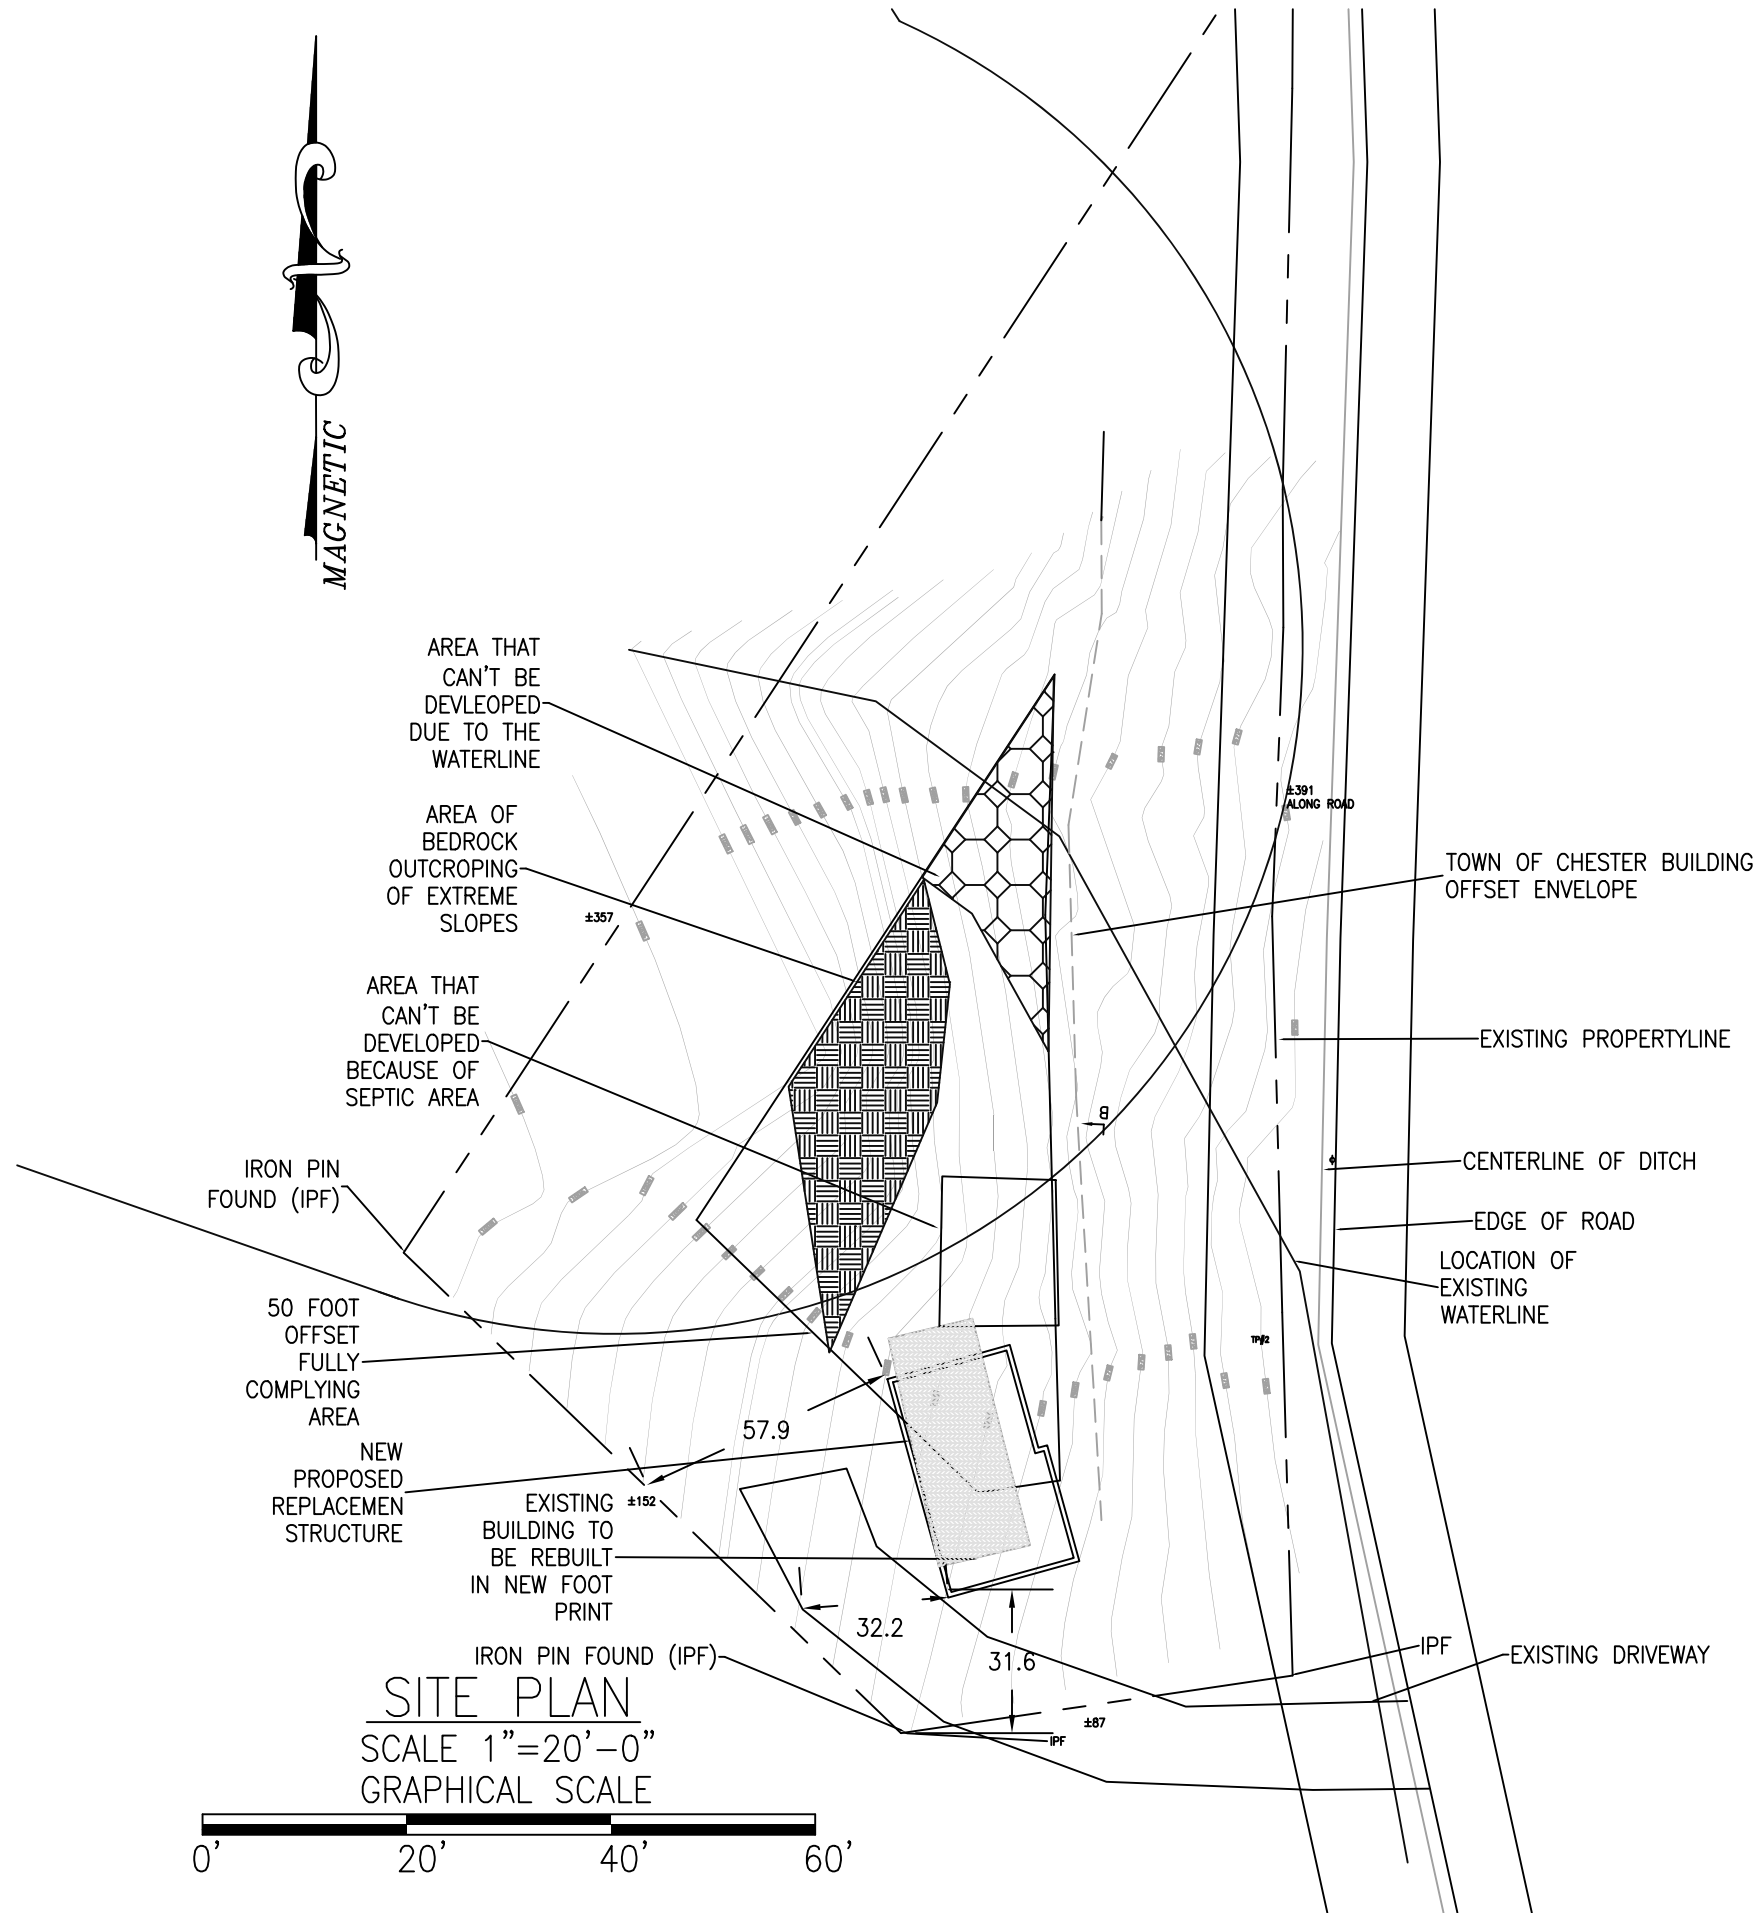 MAGNETIC
AREA THAT
CAN'T BE
DEVLEOPED
DUE TO THE
WATERLINE
AREA OF
BEDROCK
OUTCROPING
OF EXTREME
SLOPES
±357
AREA THAT
CAN'T BE
DEVELOPED
BECAUSE OF
SEPTIC AREA
IRON PIN
FOUND (IPF)
50 FOOT
OFFSET
FULLY
COMPLYING
AREA
NEW
PROPOSED
REPLACEMEN
STRUCTURE
EXISTING
BUILDING TO
BE REBUILT
IN NEW FOOT
PRINT
±152
57.9
32.2
31.6
IRON PIN FOUND (IPF)
±391
ALONG ROAD
TOWN OF CHESTER BUILDING
OFFSET ENVELOPE
EXISTING PROPERTYLINE
B
CENTERLINE OF DITCH
EDGE OF ROAD
LOCATION OF
EXISTING
WATERLINE
TP#2
IPF
EXISTING DRIVEWAY
±87
IPF
SITE PLAN
SCALE 1"=20'-0"
GRAPHICAL SCALE
0' 20' 40' 60'